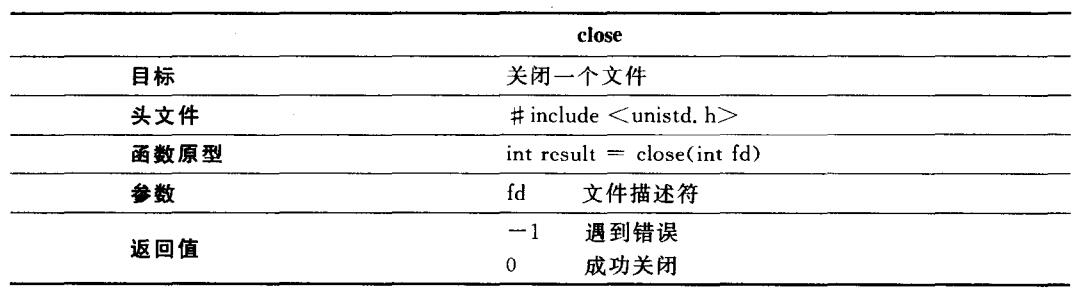 close
目标 关闭一个文件
头文件 #include <unistd.h>
函数原型 int result = close(int fd)
参数 fd 文件描述符
返回值 -1 遇到错误
0 成功关闭